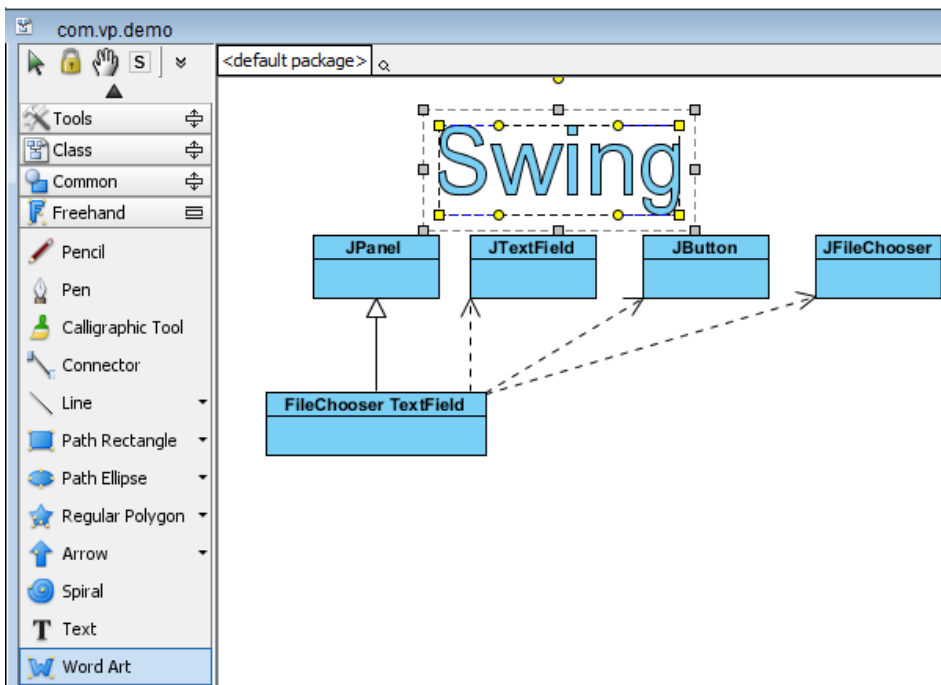 com.vp.demo
S
<default package>
Tools
Class
Common
Freehand
Pencil
Pen
Calligraphic Tool
Connector
Line
Path Rectangle
Path Ellipse
Regular Polygon
Arrow
Spiral
T Text
Word Art
Swing
JPanel JTextField JButton JFileChooser
FileChooser TextField